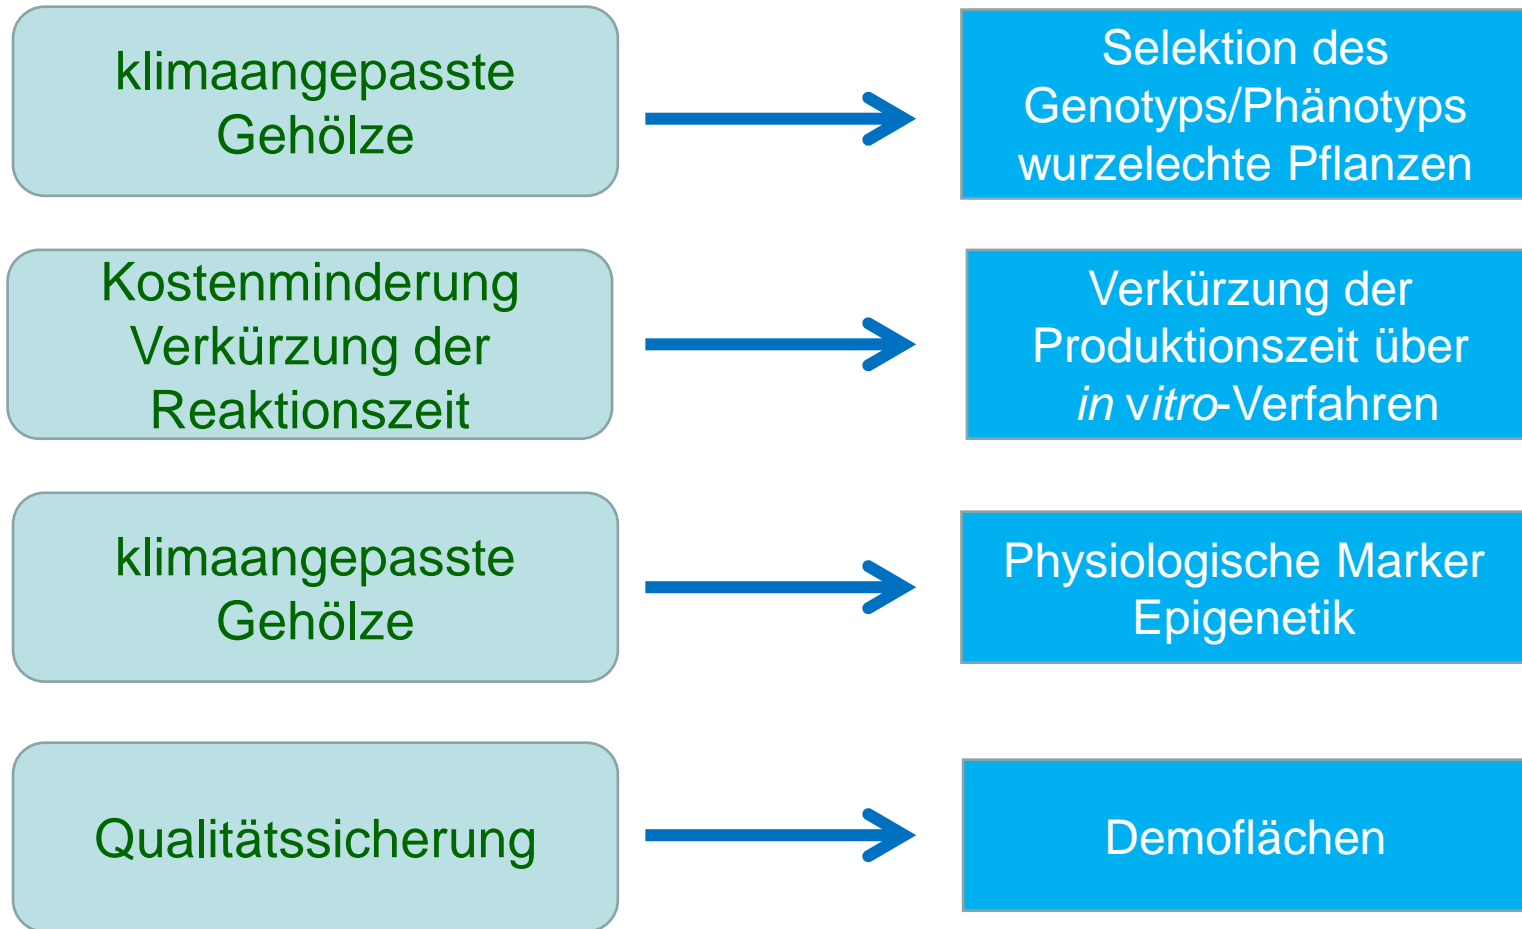 klimaangepasste
Gehölze
Selektion des
Genotyps/Phänotyps
wurzelechte Pflanzen
Kostenminderung
Verkürzung der
Reaktionszeit
Verkürzung der
Produktionszeit über
in vitro-Verfahren
klimaangepasste
Gehölze
Physiologische Marker
Epigenetik
Qualitätssicherung
Demoflächen